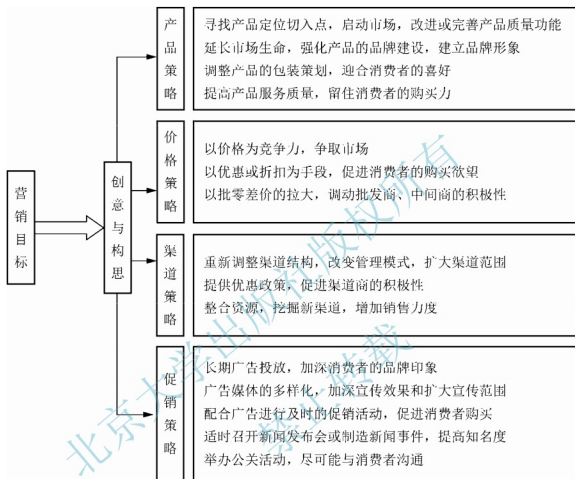 营销目标
创意与构思
产品策略
寻找产品定位切入点，启动市场，改进或完善产品质量功能
延长市场生命，强化产品的品牌建设，建立品牌形象
调整产品的包装策划，迎合消费者的喜好
提高产品服务质量，留住消费者的购买力
价格策略
以价格为竞争力，争取市场
以优惠或折扣为手段，促进消费者的购买欲望
以批零差价的拉大，调动批发商、中间商的积极性
渠道策略
重新调整渠道结构，改变管理模式，扩大渠道范围
提供优惠政策，促进渠道商的积极性
整合资源，挖掘新渠道，增加销售力度
促销策略
长期广告投放，加深消费者的品牌印象
广告媒体的多样化，加深宣传效果和扩大宣传范围
配合广告进行及时的促销活动，促进消费者购买
适时召开新闻发布会或制造新闻事件，提高知名度
举办公关活动，尽可能与消费者沟通
北京大学出版社版权所有
禁止转载